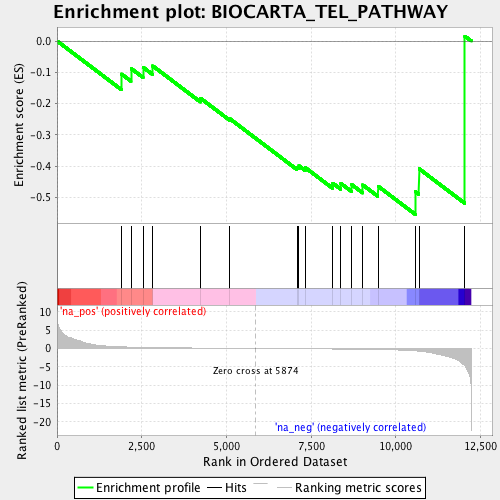 Enrichment plot: BIOCARTA_TEL_PATHWAY
Enrichment score (ES)
0.0
-0.1
-0.2
-0.3
-0.4
-0.5
'na_pos' (positively correlated)
Ranked list metric (PreRanked)
10
5
0
-5
-10
-15
-20
Zero cross at 5874
'na_neg' (negatively correlated)
0
2,500
5,000
7,500
10,000
12,500
Rank in Ordered Dataset
Enrichment profile
Hits
Ranking metric scores